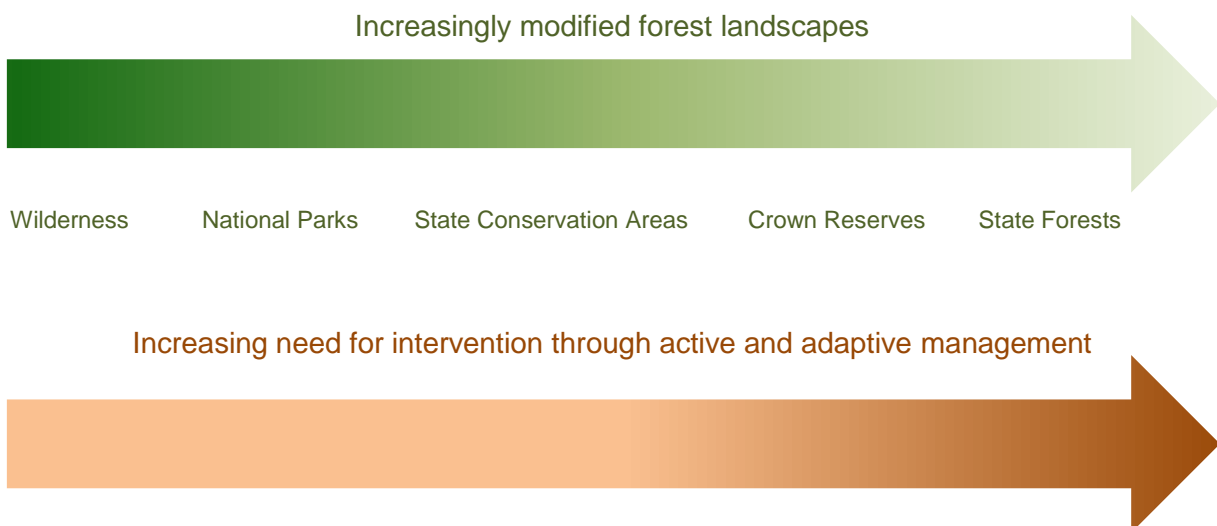 Increasingly modified forest landscapes
Wilderness National Parks State Conservation Areas Crown Reserves State Forests
Increasing need for intervention through active and adaptive management